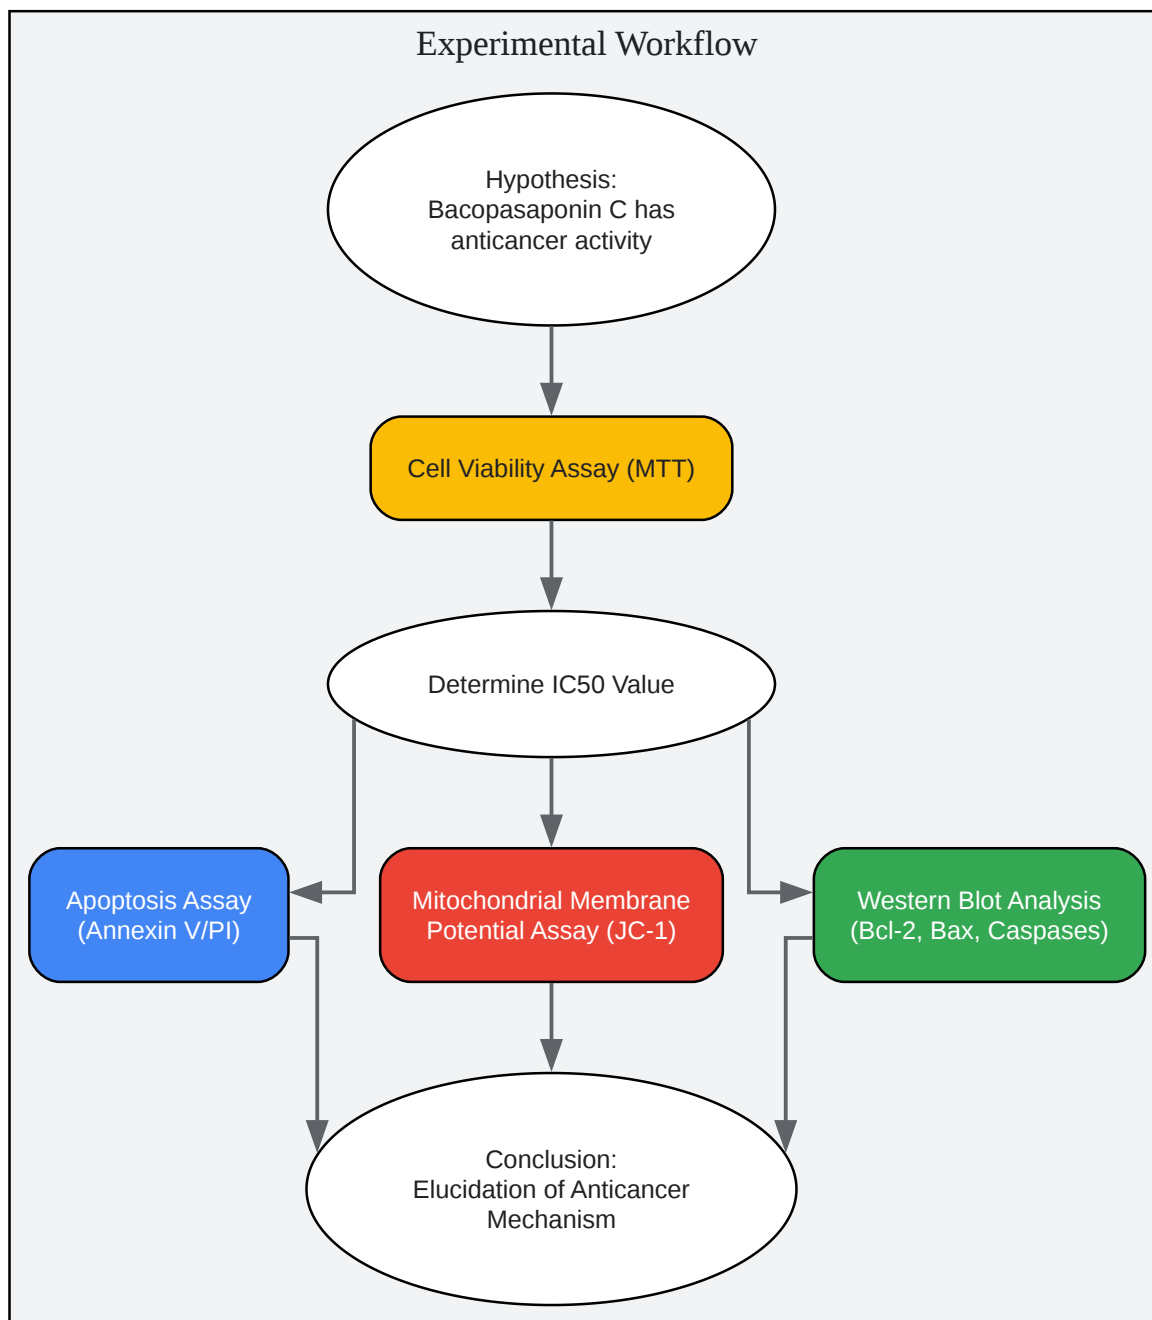 Experimental Workflow
Hypothesis:
Bacopasaponin C has
anticancer activity
Cell Viability Assay (MTT)
Determine IC50 Value
Apoptosis Assay
(Annexin V/PI)
Mitochondrial Membrane
Potential Assay (JC-1)
Western Blot Analysis
(Bcl-2, Bax, Caspases)
Conclusion:
Elucidation of Anticancer
Mechanism